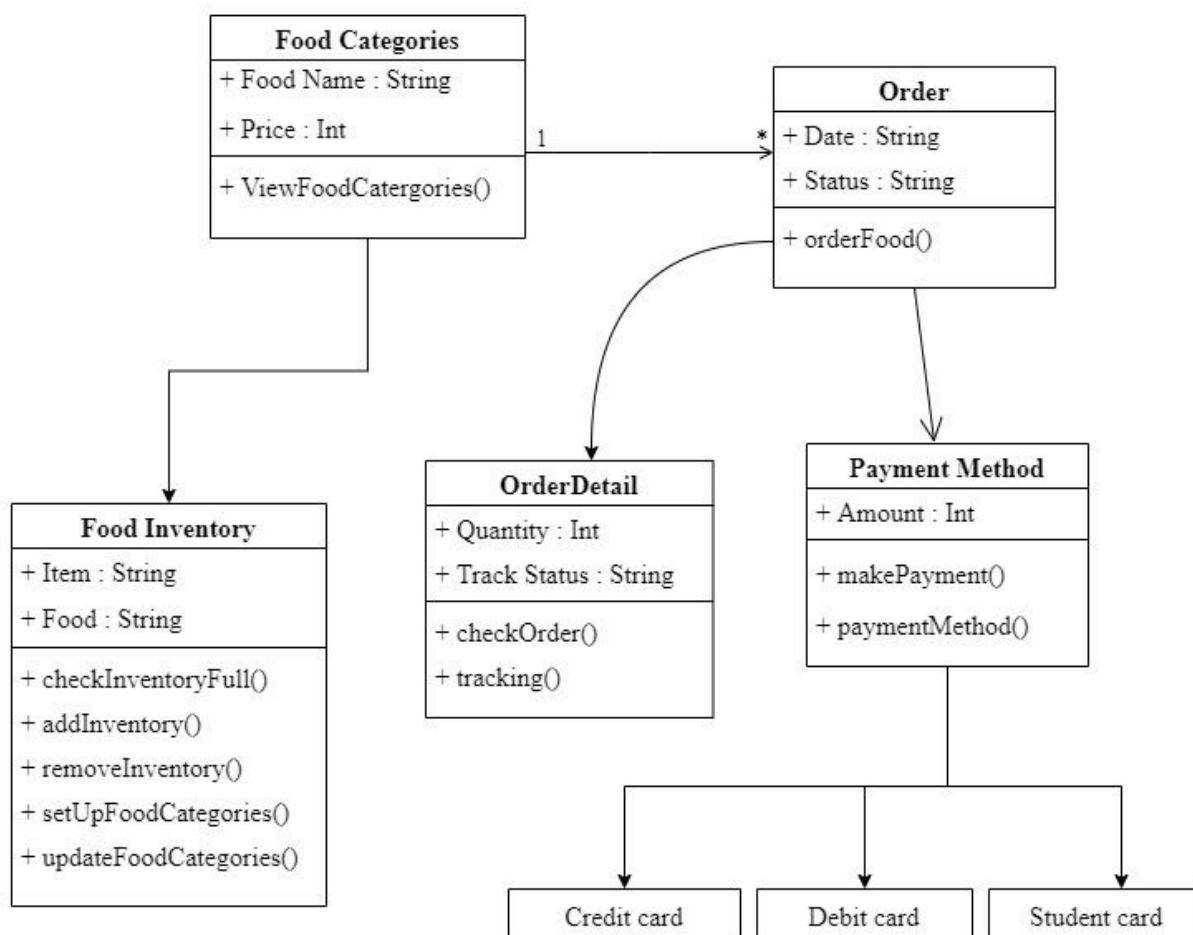 Food Categories
+ Food Name : String
+ Price : Int
+ ViewFoodCatergories()
1
*
Order
+ Date : String
+ Status : String
+ orderFood()
Food Inventory
+ Item : String
+ Food : String
+ checkInventoryFull()
+ addInventory()
+ removeInventory()
+ setUpFoodCategories()
+ updateFoodCategories()
OrderDetail
+ Quantity : Int
+ Track Status : String
+ checkOrder()
+ tracking()
Payment Method
+ Amount : Int
+ makePayment()
+ paymentMethod()
Credit card
Debit card
Student card